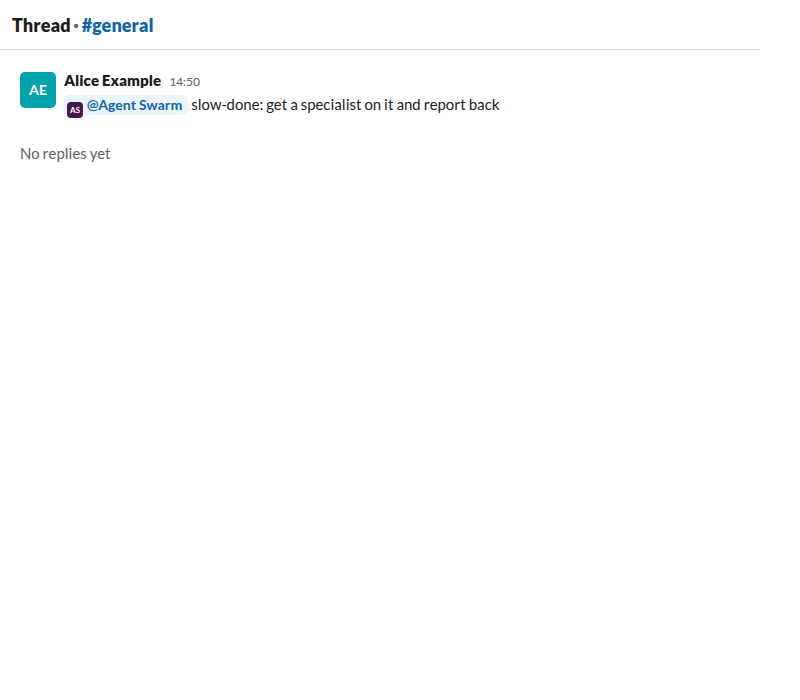 Thread • #general
AE Alice Example 14:50
AS @Agent Swarm slow-done: get a specialist on it and report back
No replies yet